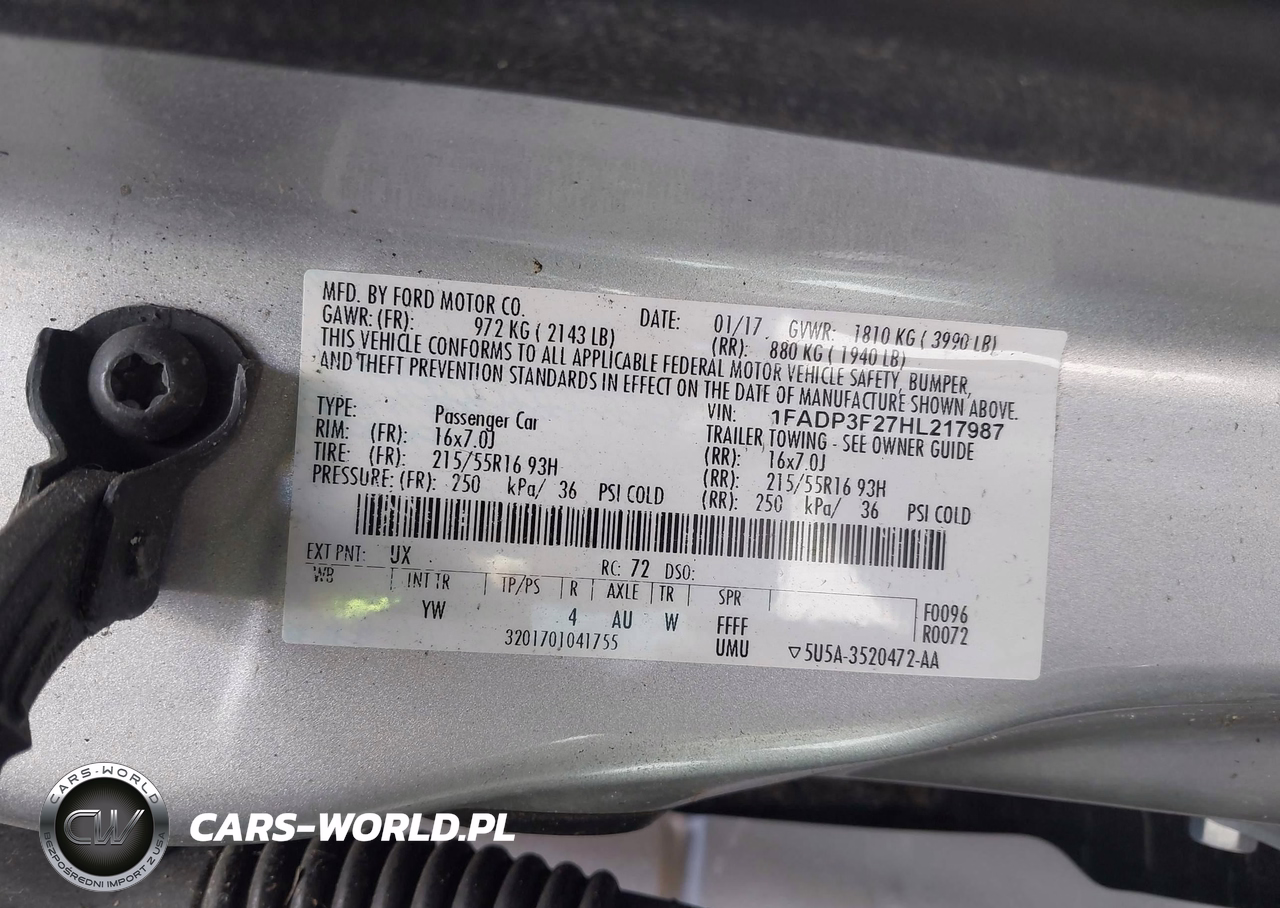 MFD. BY FORD MOTOR CO. DATE: 01/17 GVWR: 1810 KG ( 3990 LB)
GAWR: (FR): 972 KG ( 2143 LB) (RR): 880 KG ( 1940 LB)
THIS VEHICLE CONFORMS TO ALL APPLICABLE FEDERAL MOTOR VEHICLE SAFETY, BUMPER,
AND THEFT PREVENTION STANDARDS IN EFFECT ON THE DATE OF MANUFACTURE SHOWN ABOVE.
TYPE: Passenger Car VIN: 1FADP3F27HL217987
RIM: (FR): 16x7.0J TRAILER TOWING - SEE OWNER GUIDE
(RR): 16x7.0J
TIRE: (FR): 215/55R16 93H (RR): 215/55R16 93H
PRESSURE: (FR): 250 kPa/ 36 PSI COLD (RR): 250 kPa/ 36 PSI COLD
EXT PNT: UX RC: 72 DSO:
WB INT TR TP/PS R AXLE TR SPR
YW 4 AU W FFFF F0096
R0072
3201701041755 UMU ▽5U5A-3520472-AA
CARS-WORLD
CW
BEZPOŚREDNI IMPORT Z USA
CARS-WORLD.PL